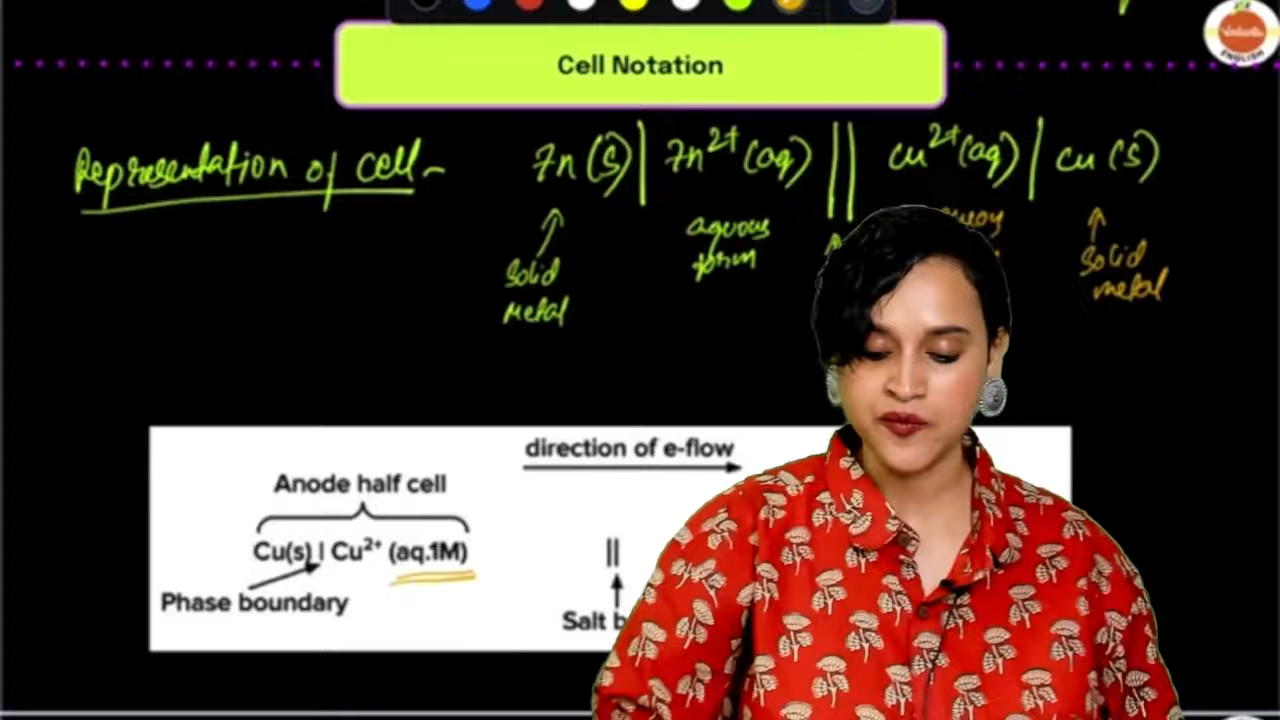 Cell Notation
Representation of cell -
Zn (s) | Zn²⁺ (aq) || Cu²⁺ (aq) | Cu (s)
aquous
form
solid
metal
solid
metal
direction of e-flow
Anode half cell
Cu(s) | Cu²⁺ (aq.1M)
||
Phase boundary
Salt b